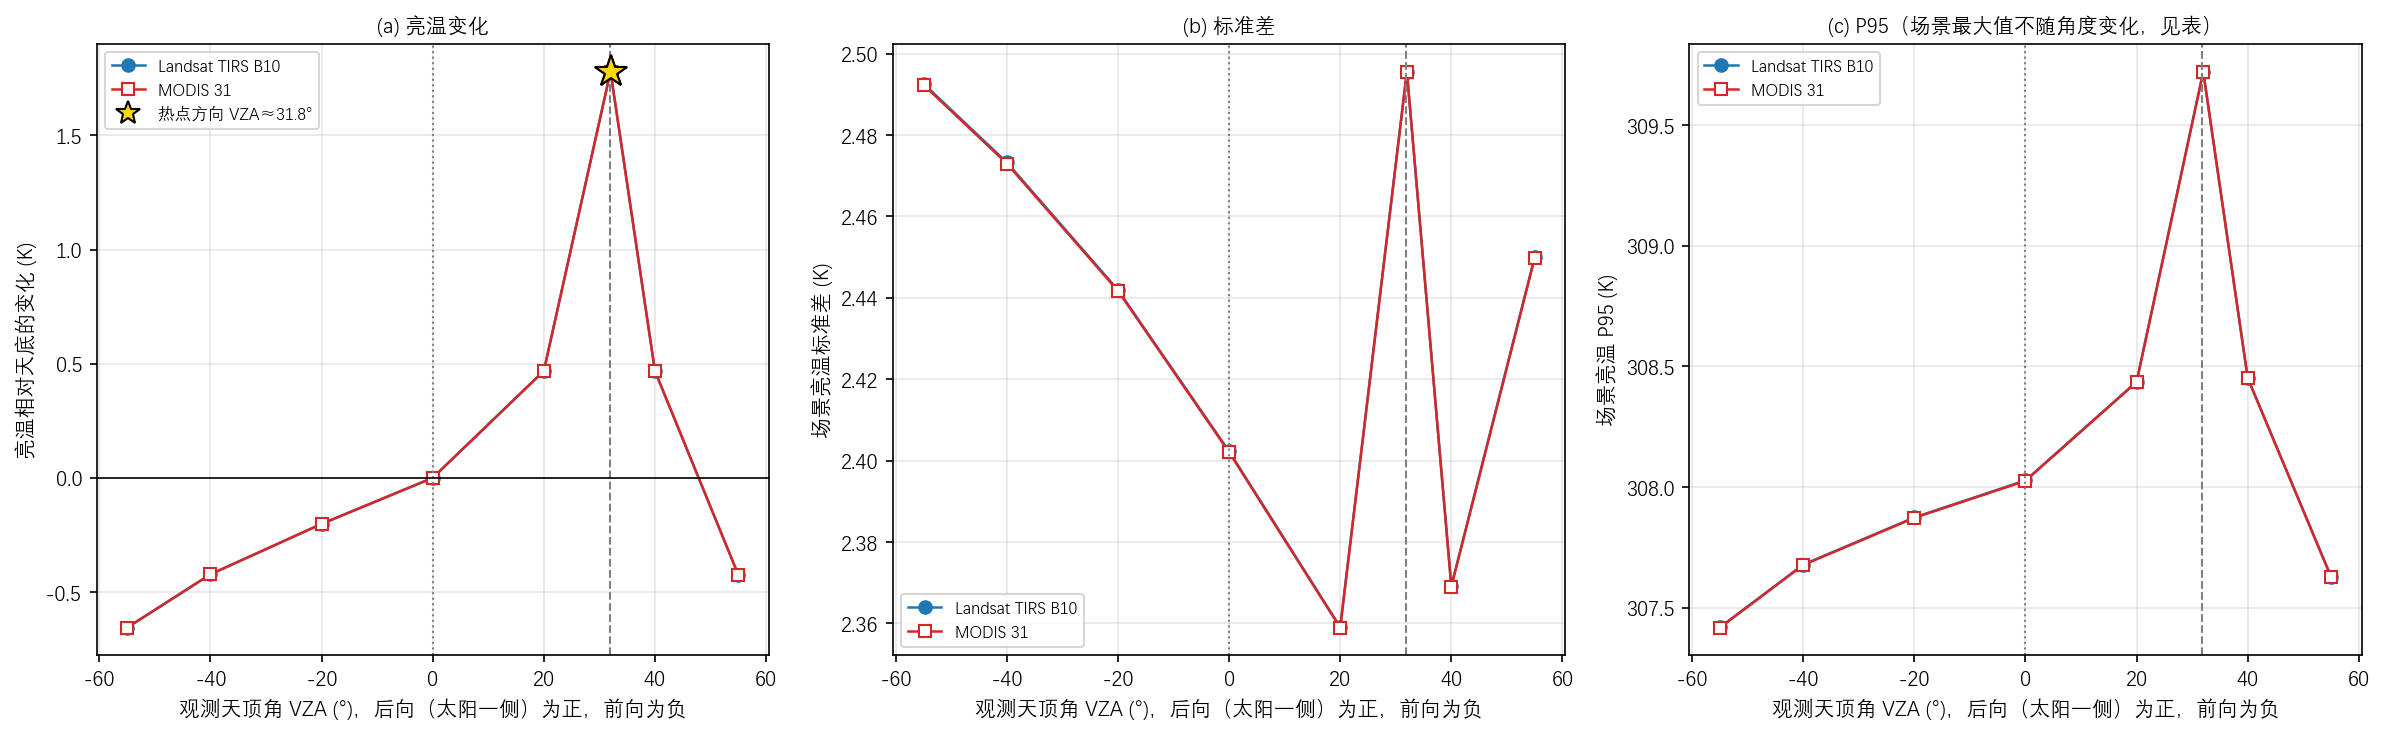 (a) 亮温变化
Landsat TIRS B10
MODIS 31
热点方向 VZA≈31.8°
1.5
1.0
0.5
0.0
-0.5
亮温相对天底的变化 (K)
-60
-40
-20
0
20
40
60
观测天顶角 VZA (°)，后向（太阳一侧）为正，前向为负
(b) 标准差
2.50
2.48
2.46
2.44
2.42
2.40
2.38
2.36
场景亮温标准差 (K)
Landsat TIRS B10
MODIS 31
-60
-40
-20
0
20
40
60
观测天顶角 VZA (°)，后向（太阳一侧）为正，前向为负
(c) P95（场景最大值不随角度变化，见表）
Landsat TIRS B10
MODIS 31
309.5
309.0
308.5
308.0
307.5
场景亮温 P95 (K)
-60
-40
-20
0
20
40
60
观测天顶角 VZA (°)，后向（太阳一侧）为正，前向为负